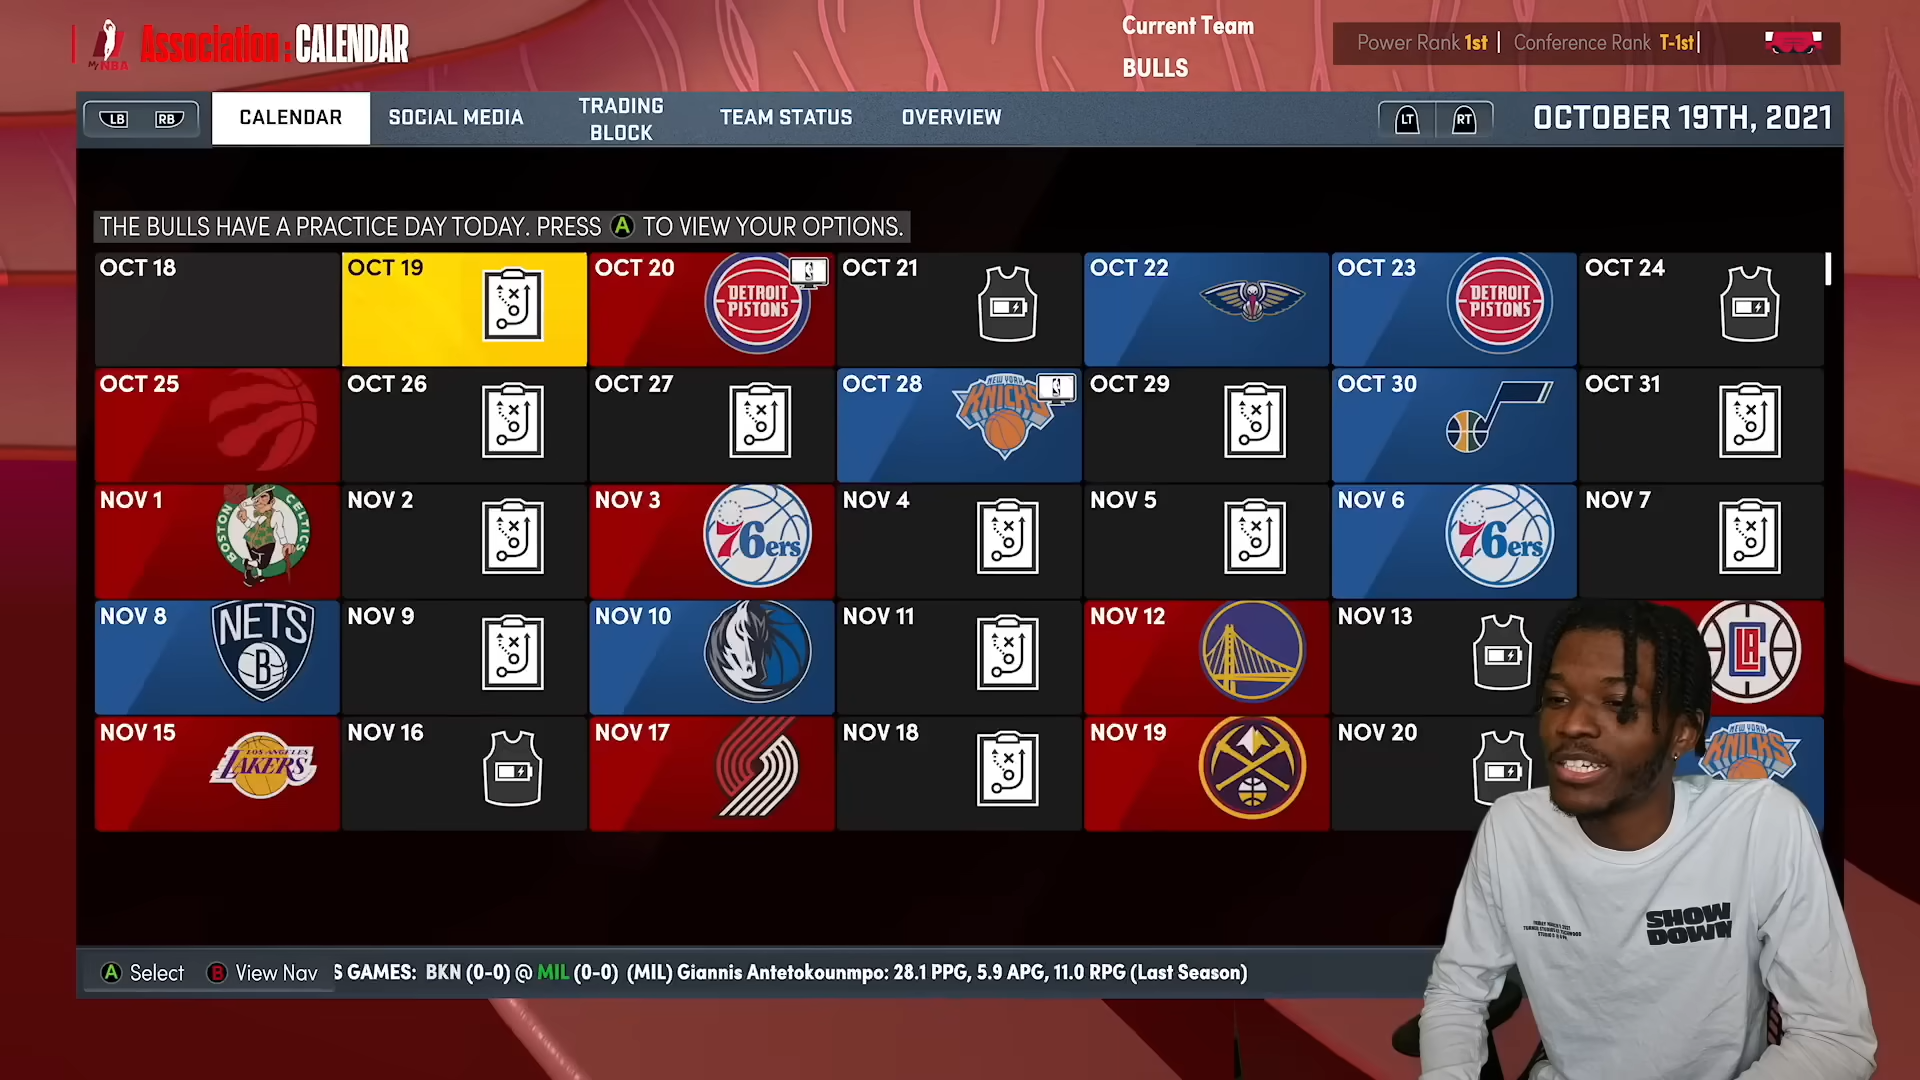 My NBA
Association : CALENDAR
Current Team
BULLS
Power Rank 1st | Conference Rank T-1st |
LB RB
CALENDAR
SOCIAL MEDIA
TRADING
BLOCK
TEAM STATUS
OVERVIEW
LT RT
OCTOBER 19TH, 2021
THE BULLS HAVE A PRACTICE DAY TODAY. PRESS A TO VIEW YOUR OPTIONS.
OCT 18
OCT 19
OCT 20
DETROIT
PISTONS
OCT 21
OCT 22
OCT 23
DETROIT
PISTONS
OCT 24
OCT 25
OCT 26
OCT 27
OCT 28
NEW YORK
KNICKS
OCT 29
OCT 30
OCT 31
NOV 1
BOSTON CELTICS
NOV 2
NOV 3
76ers
NOV 4
NOV 5
NOV 6
76ers
NOV 7
NOV 8
NETS
B
NOV 9
NOV 10
NOV 11
NOV 12
NOV 13
LA
NOV 15
LOS ANGELES
LAKERS
NOV 16
NOV 17
NOV 18
NOV 19
NOV 20
NEW YORK
KNICKS
SHOW
DOWN
A Select B View Nav S GAMES: BKN (0-0) @ MIL (0-0) (MIL) Giannis Antetokounmpo: 28.1 PPG, 5.9 APG, 11.0 RPG (Last Season)